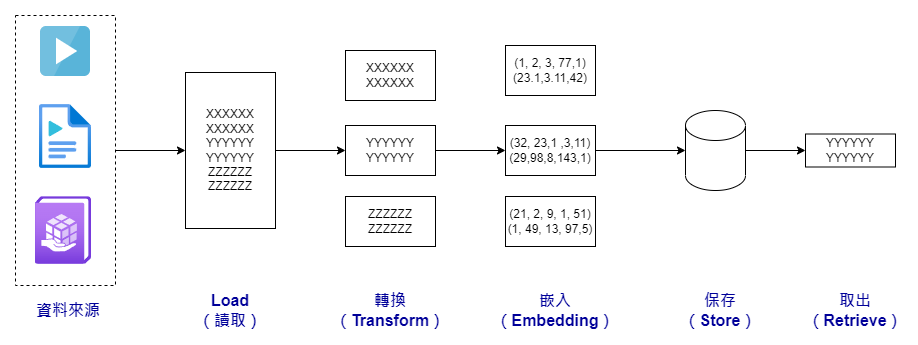 XXXXXX
XXXXXX
YYYYYY
YYYYYY
ZZZZZZ
ZZZZZZ
XXXXXX
XXXXXX
YYYYYY
YYYYYY
ZZZZZZ
ZZZZZZ
(1, 2, 3, 77,1)
(23.1,3.11,42)
(32, 23,1 ,3,11)
(29,98,8,143,1)
(21, 2, 9, 1, 51)
(1, 49, 13, 97,5)
YYYYYY
YYYYYY
資料來源
Load
（讀取）
轉換
（Transform）
嵌入
（Embedding）
保存
（Store）
取出
（Retrieve）